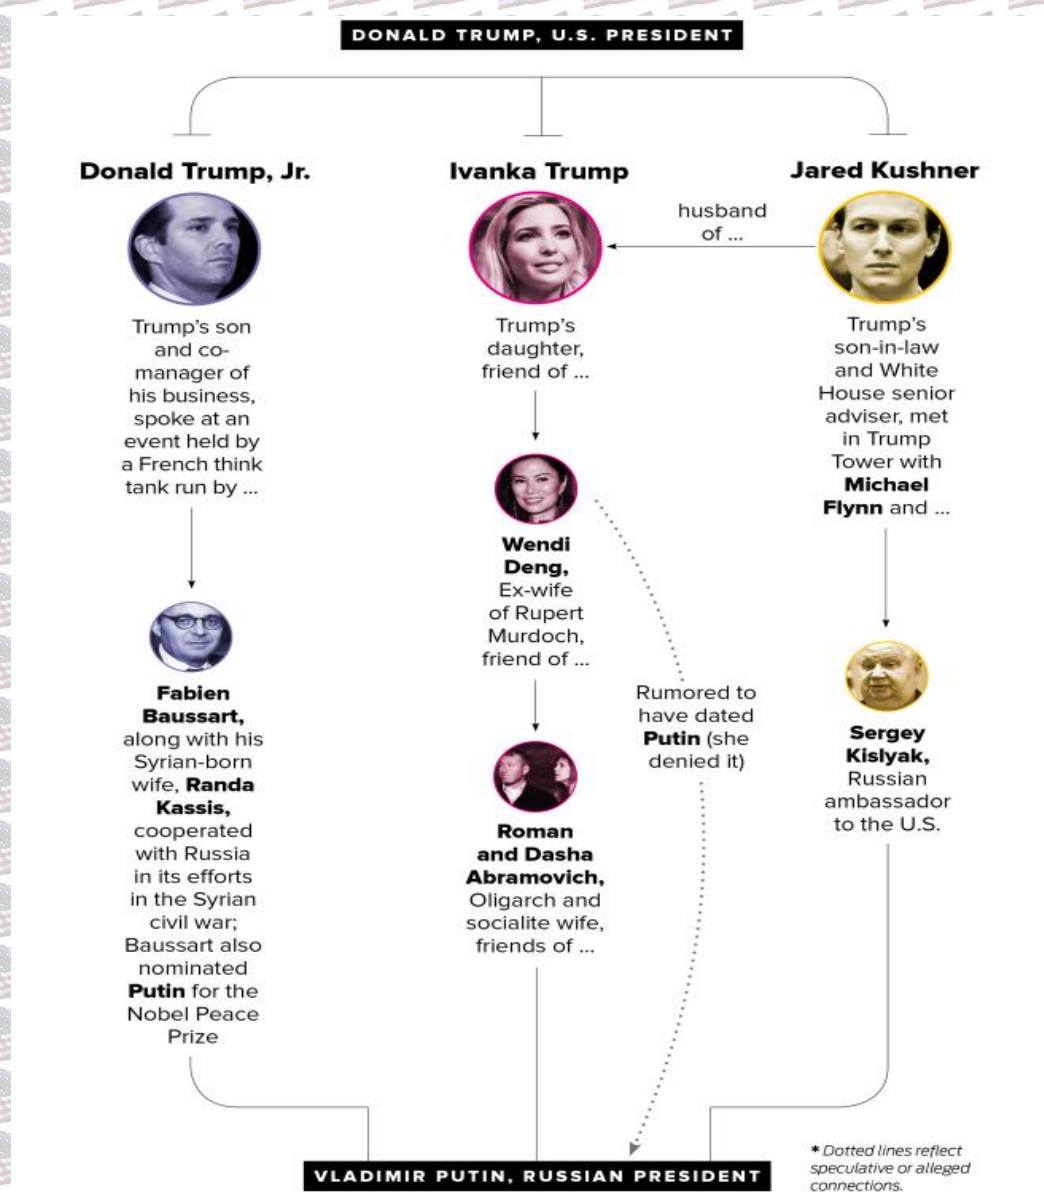 DONALD TRUMP, U.S. PRESIDENT
Donald Trump, Jr.
Trump's son
and co-
manager of
his business,
spoke at an
event held by
a French think
tank run by ...
Fabien
Baussart,
along with his
Syrian-born
wife, Randa
Kassis,
cooperated
with Russia
in its efforts
in the Syrian
civil war;
Baussart also
nominated
Putin for the
Nobel Peace
Prize
Ivanka Trump
Trump's
daughter,
friend of ...
Wendi
Deng,
Ex-wife
of Rupert
Murdoch,
friend of ...
Roman
and Dasha
Abramovich,
Oligarch and
socialite wife,
friends of ...
Rumored to
have dated
Putin (she
denied it)
husband
of ...
Jared Kushner
Trump's
son-in-law
and White
House senior
adviser, met
in Trump
Tower with
Michael
Flynn and ...
Sergey
Kislyak,
Russian
ambassador
to the U.S.
VLADIMIR PUTIN, RUSSIAN PRESIDENT
* Dotted lines reflect
speculative or alleged
connections.